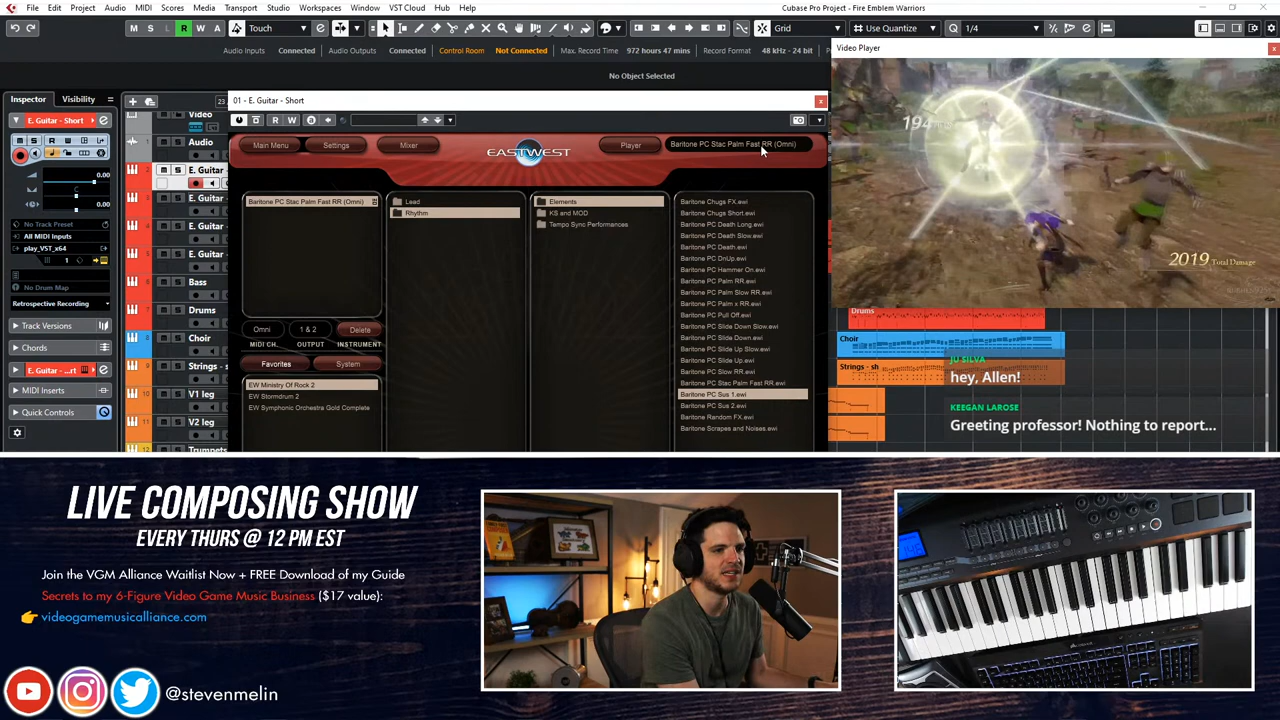 File Edit Project Audio MIDI Scores Media Transport Studio Workspaces Window VST Cloud Hub Help
Cubase Pro Project - Fire Emblem Warriors
M S L R W A Touch Grid Use Quantize Q 1/4
Audio Inputs Connected Audio Outputs Connected Control Room Not Connected Max. Record Time 972 hours 47 mins Record Format 48 kHz - 24 bit
No Object Selected
Video Player
Inspector Visibility
E. Guitar - Short
0.00
0.00
No Track Preset
All MIDI Inputs
play_VST_x64
1
No Drum Map
Retrospective Recording
Track Versions
Chords
E. Guitar - ...rt
MIDI Inserts
Quick Controls
23
Video
Audio
E. Guitar
E. Guitar
E. Guitar
E. Guitar
Bass
Drums
Choir
Strings - s
10 V1 leg
11 V2 leg
12 Trumpets
01 - E. Guitar - Short
R W
Main Menu Settings Mixer EASTWEST Player Baritone PC Stac Palm Fast RR (Omni)
Baritone PC Stac Palm Fast RR (Omni)
Omni 1 & 2 Delete
MIDI CH. OUTPUT INSTRUMENT
Favorites System
EW Ministry Of Rock 2
EW Stormdrum 2
EW Symphonic Orchestra Gold Complete
Lead
Rhythm
Elements
KS and MOD
Tempo Sync Performances
Baritone Chugs FX.ewi
Baritone Chugs Short.ewi
Baritone PC Death Long.ewi
Baritone PC Death Slow.ewi
Baritone PC Death.ewi
Baritone PC DnUp.ewi
Baritone PC Hammer On.ewi
Baritone PC Palm RR.ewi
Baritone PC Palm Slow RR.ewi
Baritone PC Palm x RR.ewi
Baritone PC Pull Off.ewi
Baritone PC Slide Down Slow.ewi
Baritone PC Slide Down.ewi
Baritone PC Slide Up Slow.ewi
Baritone PC Slide Up.ewi
Baritone PC Slow RR.ewi
Baritone PC Stac Palm Fast RR.ewi
Baritone PC Sus 1.ewi
Baritone PC Sus 2.ewi
Baritone Random FX.ewi
Baritone Scrapes and Noises.ewi
194
2019 Total Damage
Drums
Choir
Strings - sh
JU SILVA
hey, Allen!
KEEGAN LAROSE
Greeting professor! Nothing to report...
LIVE COMPOSING SHOW
EVERY THURS @ 12 PM EST
Join the VGM Alliance Waitlist Now + FREE Download of my Guide
Secrets to my 6-Figure Video Game Music Business ($17 value):
👉 videogamemusicalliance.com
@stevenmelin